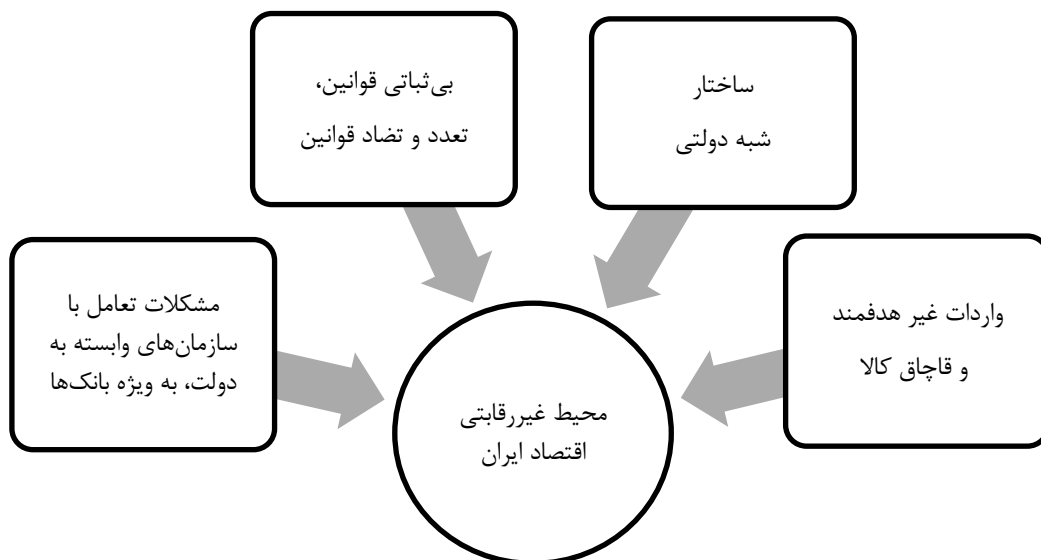 ساختار
شبه دولتی
بی‌ثباتی قوانین،
تعدد و تضاد قوانین
واردات غیر هدفمند
و قاچاق کالا
مشکلات تعامل با
سازمان‌های وابسته به
دولت، به ویژه بانک‌ها
محیط غیررقابتی
اقتصاد ایران